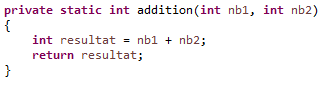 private static int addition(int nb1, int nb2)
{
    int resultat = nb1 + nb2;
    return resultat;
}